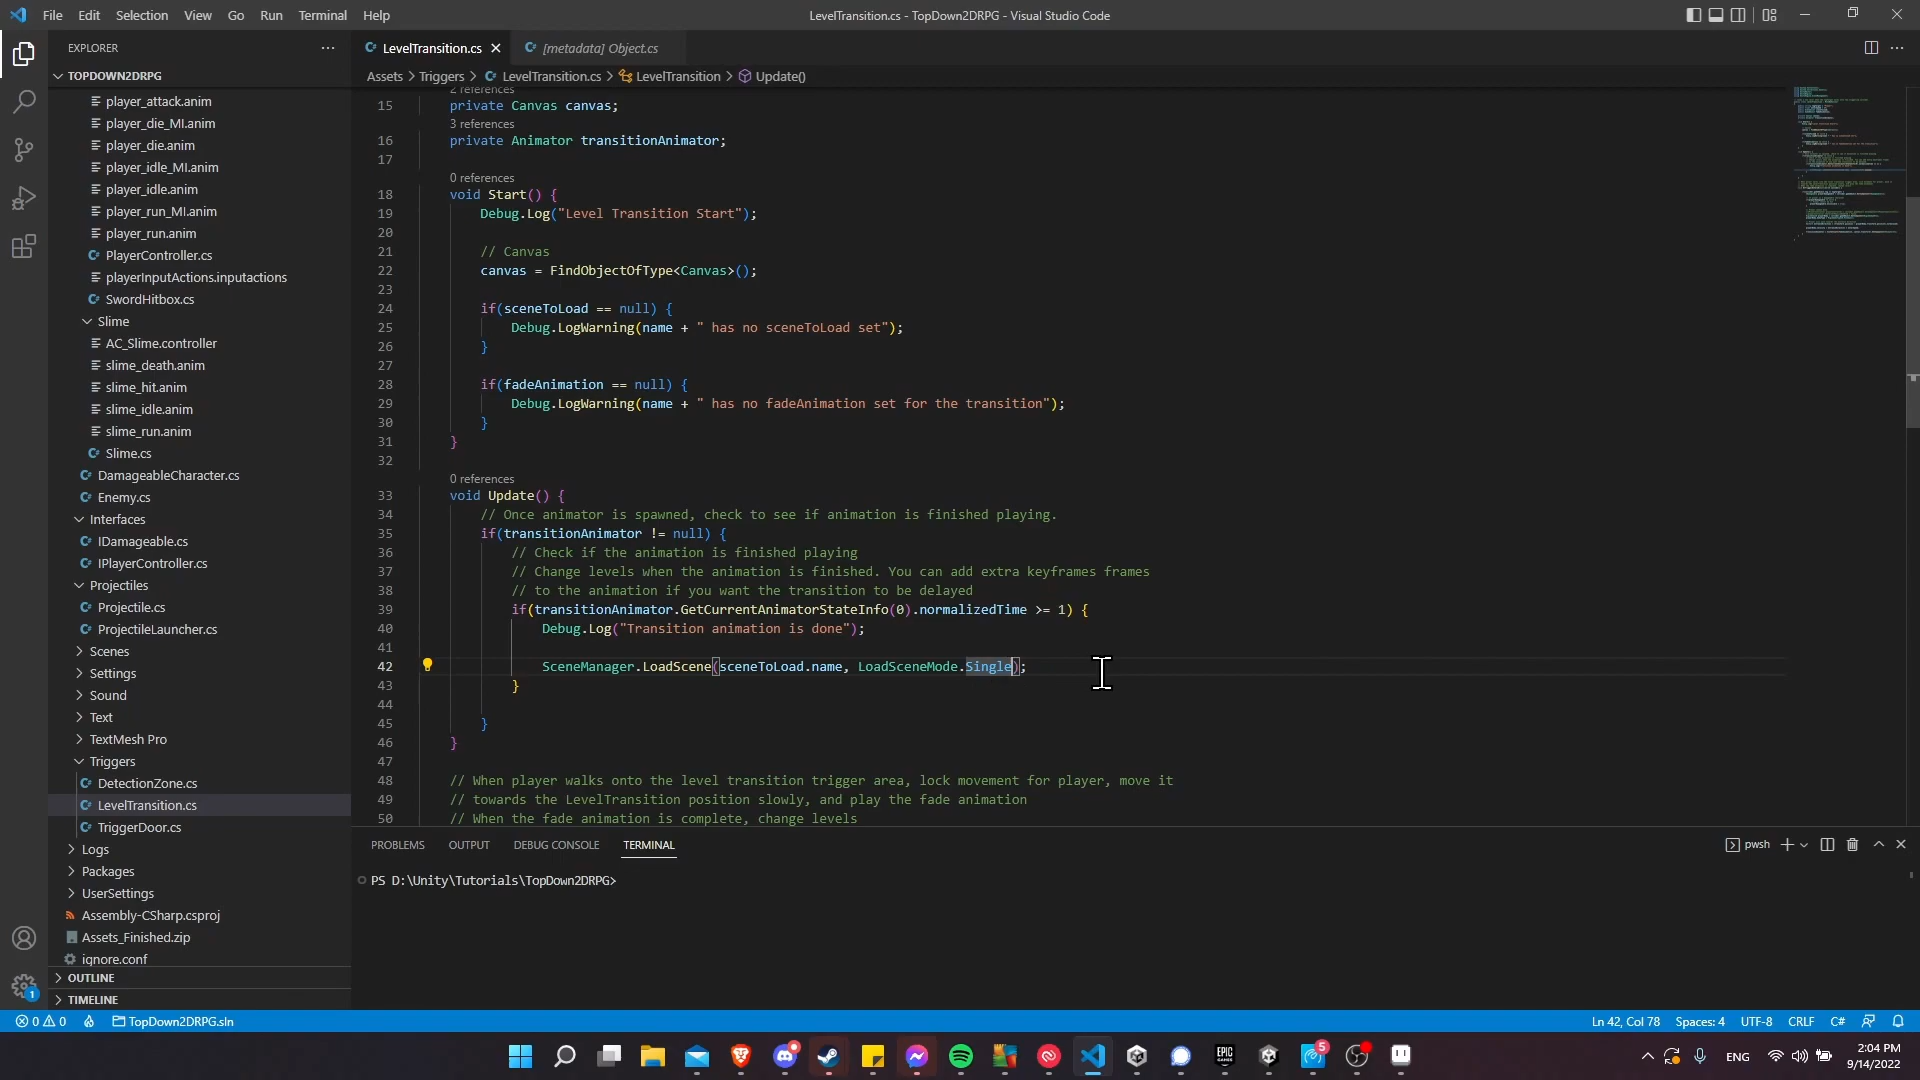 File Edit Selection View Go Run Terminal Help
LevelTransition.cs - TopDown2DRPG - Visual Studio Code
EXPLORER
LevelTransition.cs
[metadata] Object.cs
TOPDOWN2DRPG
Assets > Triggers > LevelTransition.cs > LevelTransition > Update()
player_attack.anim
player_die_MI.anim
player_die.anim
player_idle_MI.anim
player_idle.anim
player_run_MI.anim
player_run.anim
PlayerController.cs
playerInputActions.inputactions
SwordHitbox.cs
Slime
AC_Slime.controller
slime_death.anim
slime_hit.anim
slime_idle.anim
slime_run.anim
Slime.cs
DamageableCharacter.cs
Enemy.cs
Interfaces
IDamageable.cs
IPlayerController.cs
Projectiles
Projectile.cs
ProjectileLauncher.cs
Scenes
Settings
Sound
Text
TextMesh Pro
Triggers
DetectionZone.cs
LevelTransition.cs
TriggerDoor.cs
Logs
Packages
UserSettings
Assembly-CSharp.csproj
Assets_Finished.zip
ignore.conf
OUTLINE
TIMELINE
2 references
15 private Canvas canvas;
3 references
16 private Animator transitionAnimator;
17
0 references
18 void Start() {
19 Debug.Log("Level Transition Start");
20
21 // Canvas
22 canvas = FindObjectOfType<Canvas>();
23
24 if(sceneToLoad == null) {
25 Debug.LogWarning(name + " has no sceneToLoad set");
26 }
27
28 if(fadeAnimation == null) {
29 Debug.LogWarning(name + " has no fadeAnimation set for the transition");
30 }
31 }
32
0 references
33 void Update() {
34 // Once animator is spawned, check to see if animation is finished playing.
35 if(transitionAnimator != null) {
36 // Check if the animation is finished playing
37 // Change levels when the animation is finished. You can add extra keyframes frames
38 // to the animation if you want the transition to be delayed
39 if(transitionAnimator.GetCurrentAnimatorStateInfo(0).normalizedTime >= 1) {
40 Debug.Log("Transition animation is done");
41
42 SceneManager.LoadScene(sceneToLoad.name, LoadSceneMode.Single);
43 }
44
45 }
46 }
47
48 // When player walks onto the level transition trigger area, lock movement for player, move it
49 // towards the LevelTransition position slowly, and play the fade animation
50 // When the fade animation is complete, change levels
PROBLEMS OUTPUT DEBUG CONSOLE TERMINAL
pwsh
PS D:\Unity\Tutorials\TopDown2DRPG>
1
0 0 TopDown2DRPG.sln
Ln 42, Col 78 Spaces: 4 UTF-8 CRLF C#
5
ENG
2:04 PM
9/14/2022